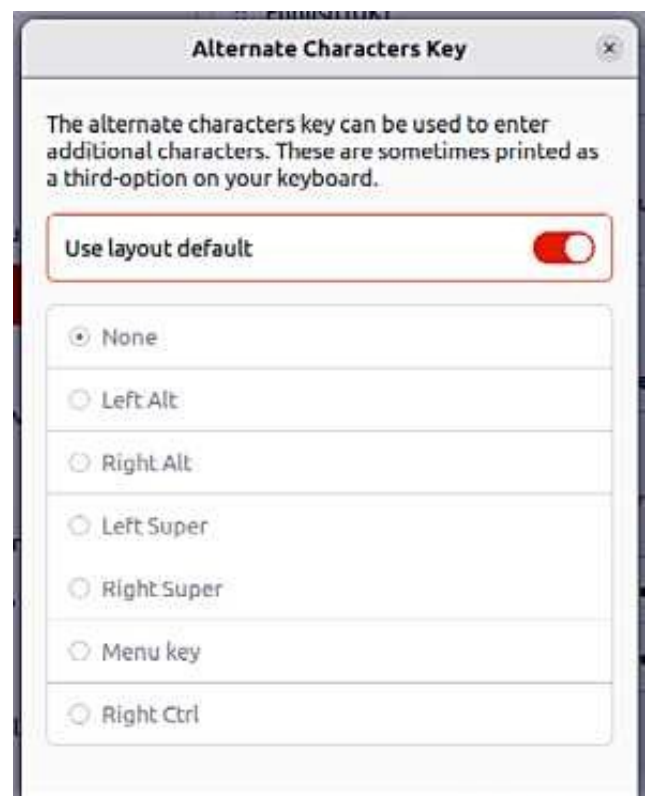 English (UK)
Alternate Characters Key
The alternate characters key can be used to enter
additional characters. These are sometimes printed as
a third-option on your keyboard.
Use layout default
None
Left Alt
Right Alt
Left Super
Right Super
Menu key
Right Ctrl